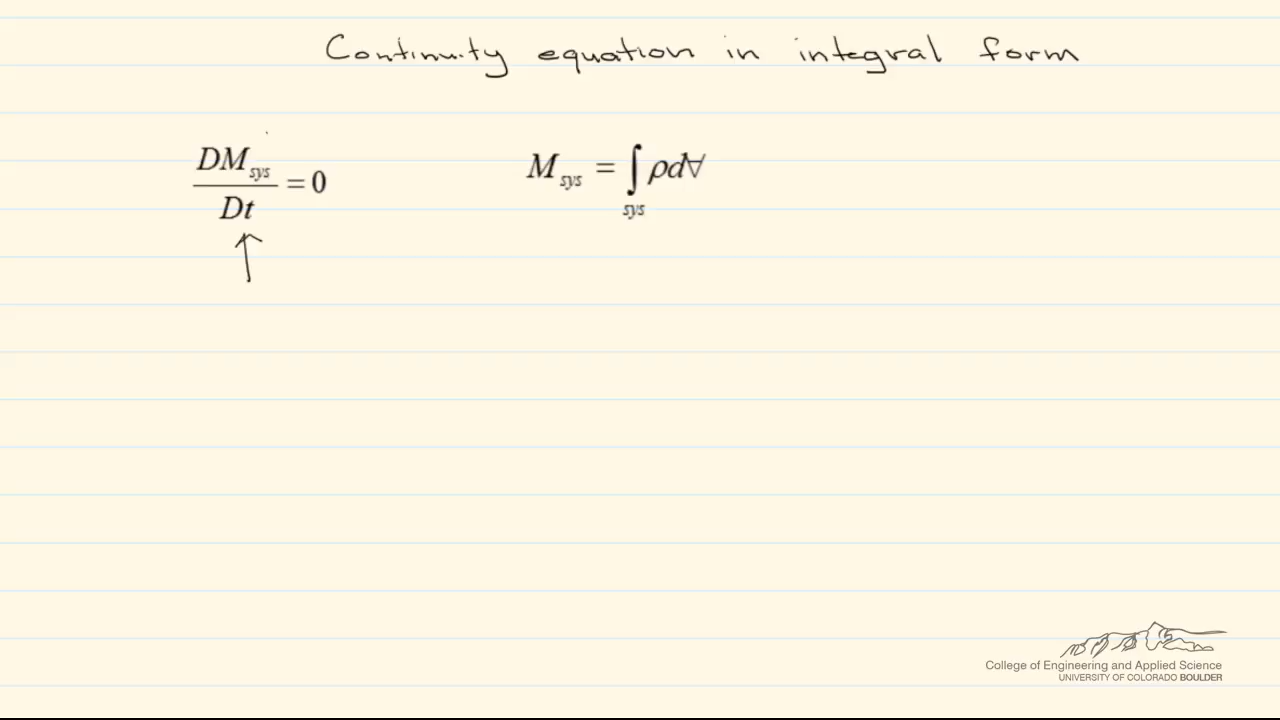 Continuity equation in integral form
DM_sys/Dt = 0
M_sys = ∫_sys ρd∀
College of Engineering and Applied Science
UNIVERSITY OF COLORADO BOULDER